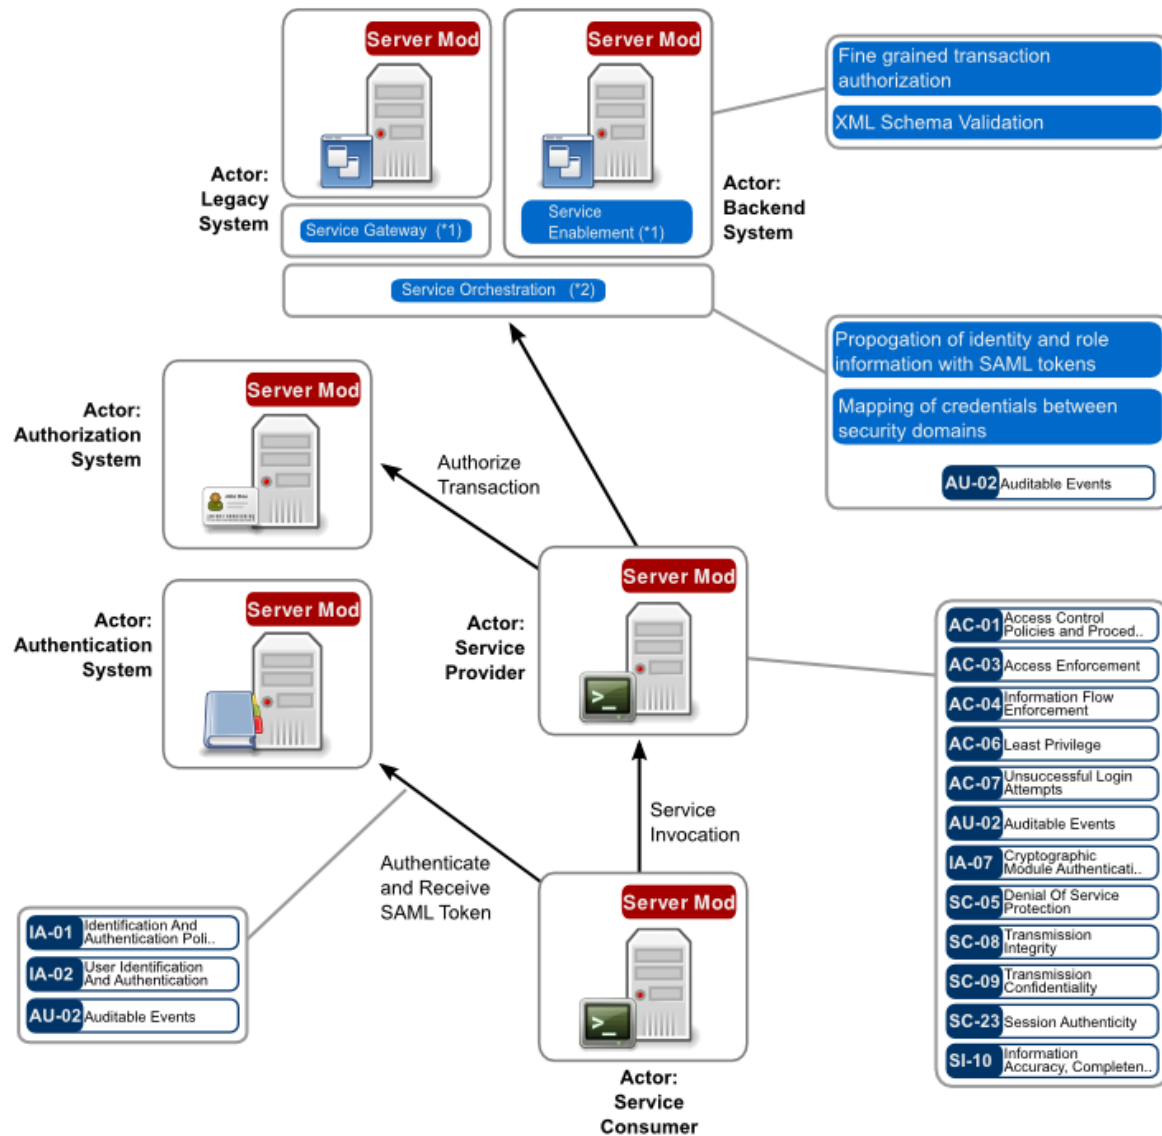 Server Mod
Server Mod
Actor:
Legacy
System
Service Gateway (*1)
Service
Enablement (*1)
Actor:
Backend
System
Fine grained transaction
authorization
XML Schema Validation
Service Orchestration (*2)
Propogation of identity and role
information with SAML tokens
Mapping of credentials between
security domains
AU-02 Auditable Events
Actor:
Authorization
System
Server Mod
Authorize
Transaction
Actor:
Authentication
System
Server Mod
Actor:
Service
Provider
Server Mod
AC-01 Access Control
Policies and Proced..
AC-03 Access Enforcement
AC-04 Information Flow
Enforcement
AC-06 Least Privilege
AC-07 Unsuccessful Login
Attempts
AU-02 Auditable Events
IA-07 Cryptographic
Module Authenticati..
SC-05 Denial Of Service
Protection
SC-08 Transmission
Integrity
SC-09 Transmission
Confidentiality
SC-23 Session Authenticity
SI-10 Information
Accuracy, Completen..
Service
Invocation
Authenticate
and Receive
SAML Token
IA-01 Identification And
Authentication Poli..
IA-02 User Identification
And Authentication
AU-02 Auditable Events
Server Mod
Actor:
Service
Consumer